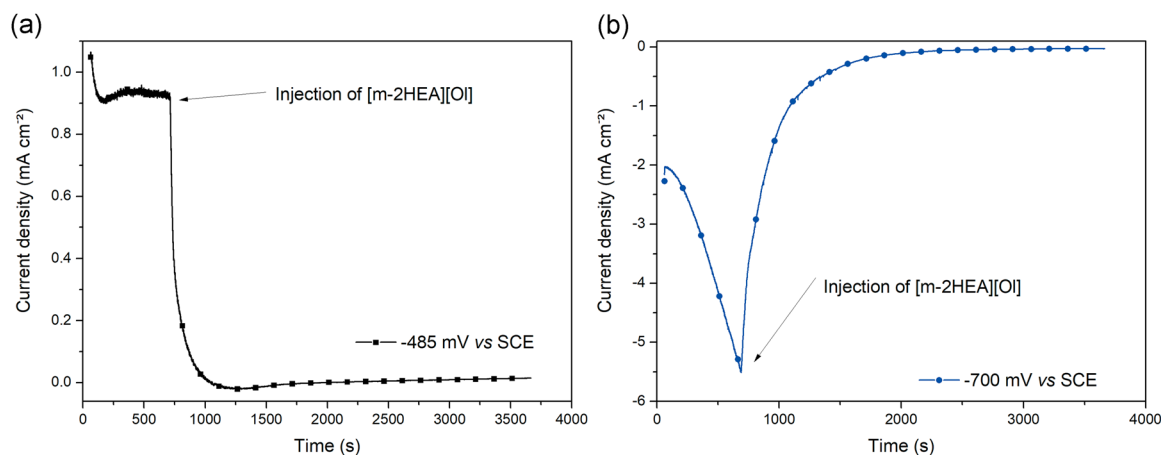 (a)
Current density (mA cm⁻²)
1.0
0.8
0.6
0.4
0.2
0.0
Injection of [m-2HEA][Ol]
-485 mV vs SCE
0 500 1000 1500 2000 2500 3000 3500 4000
Time (s)
(b)
Current density (mA cm⁻²)
0
-1
-2
-3
-4
-5
-6
Injection of [m-2HEA][Ol]
-700 mV vs SCE
0 1000 2000 3000 4000
Time (s)